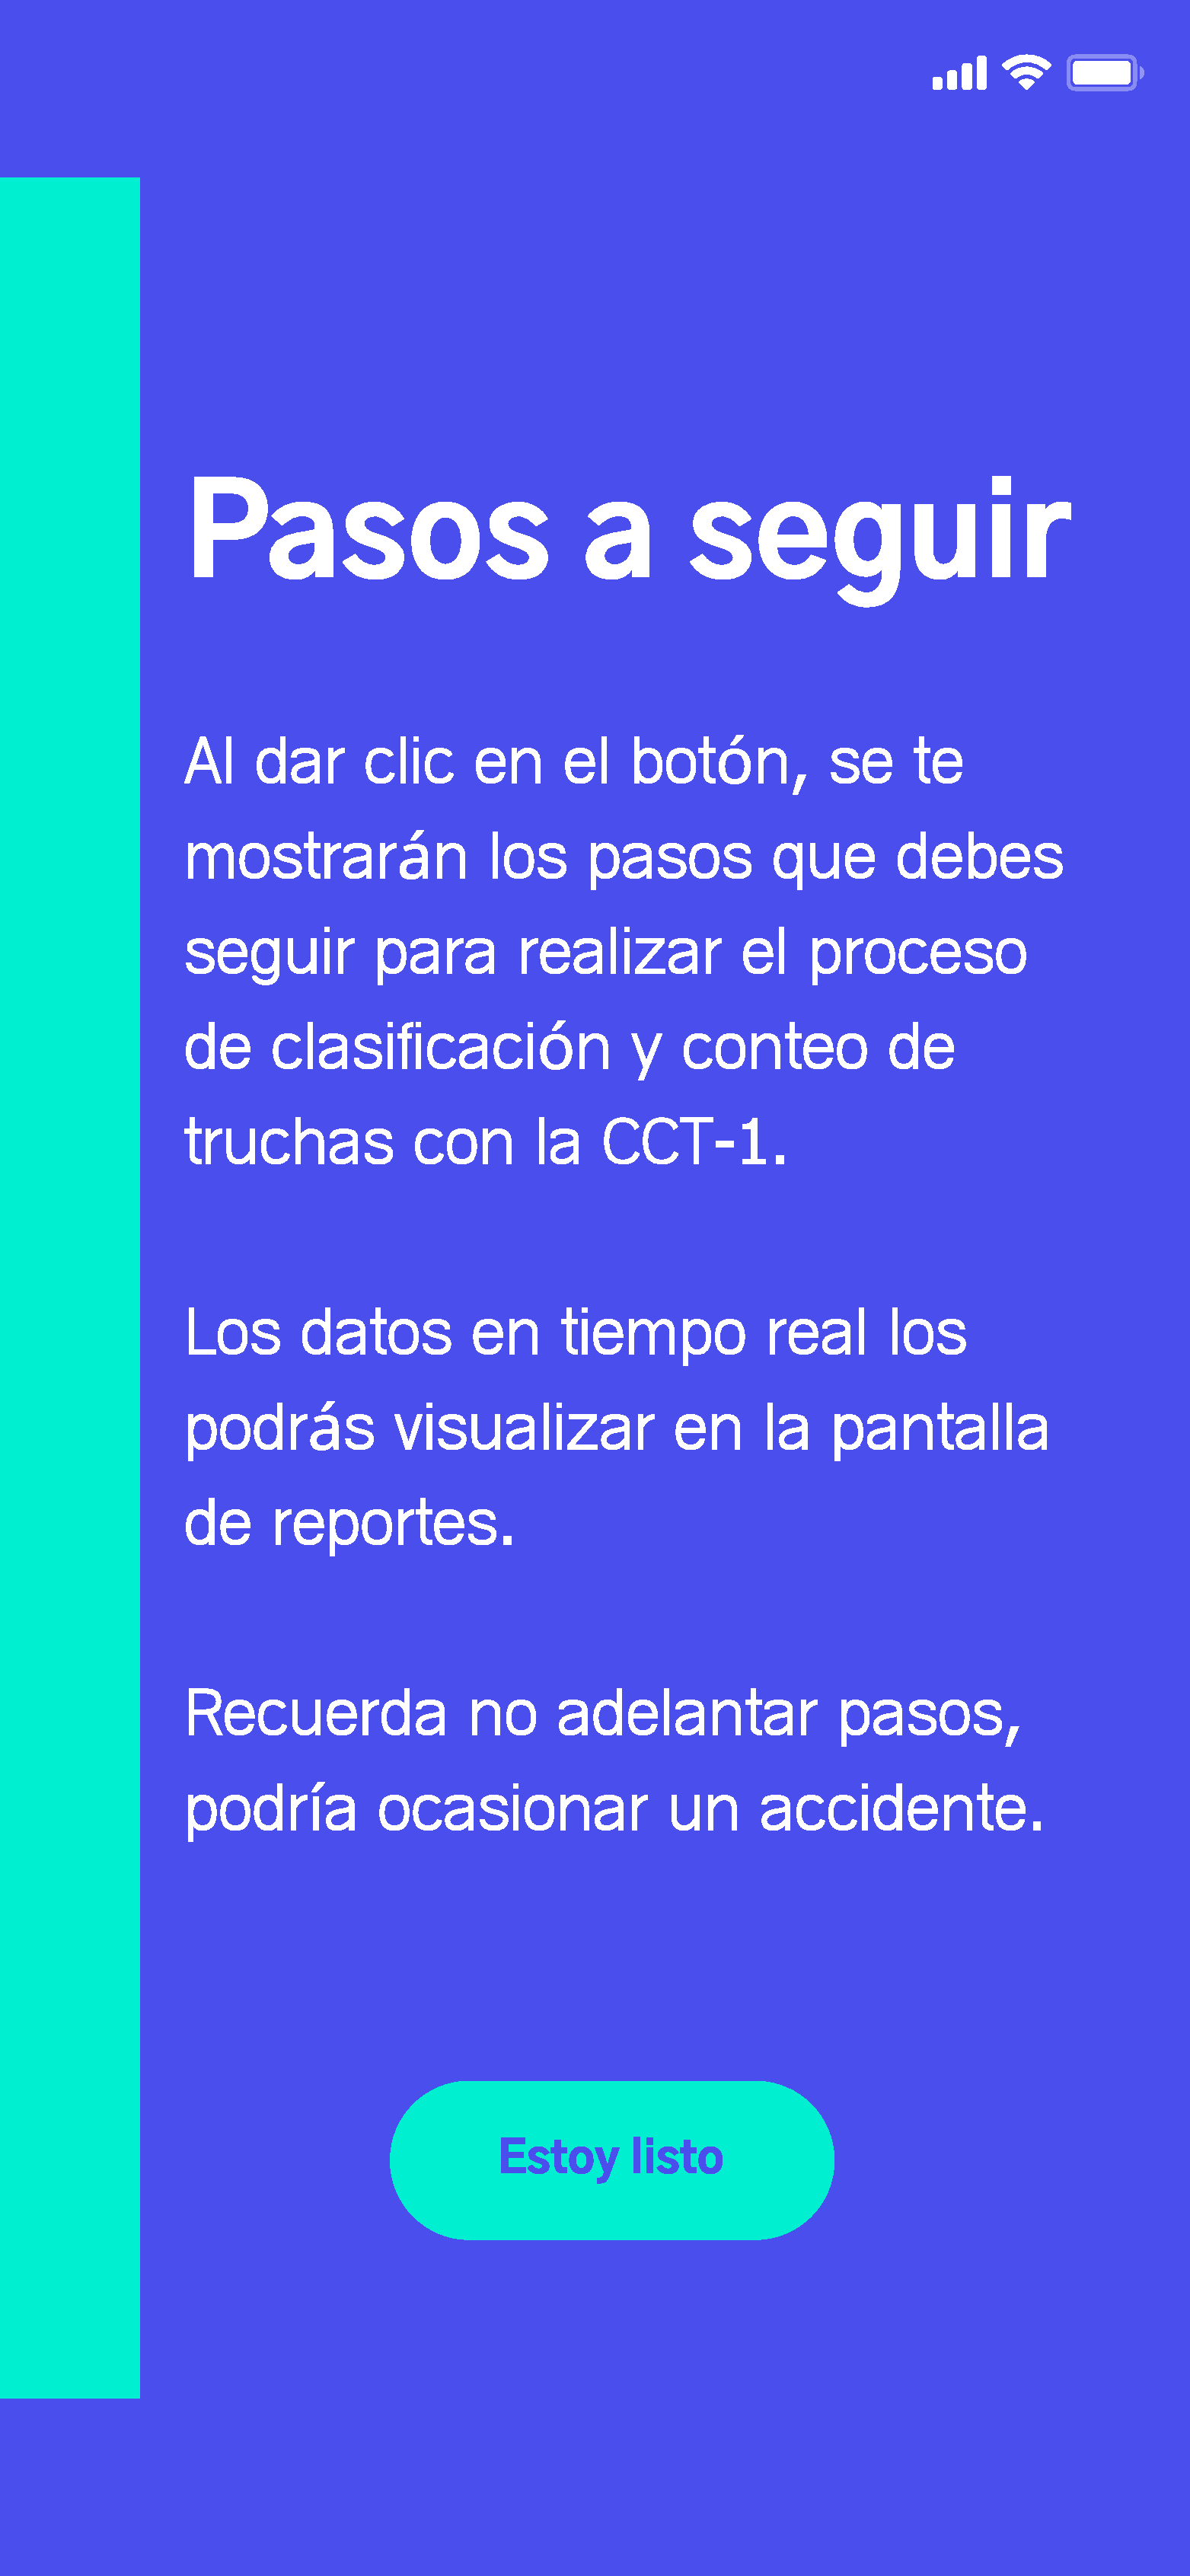 Pasos a seguir
Al dar clic en el botón, se te
mostrarán los pasos que debes
seguir para realizar el proceso
de clasificación y conteo de
truchas con la CCT-1.
Los datos en tiempo real los
podrás visualizar en la pantalla
de reportes.
Recuerda no adelantar pasos,
podría ocasionar un accidente.
Estoy listo